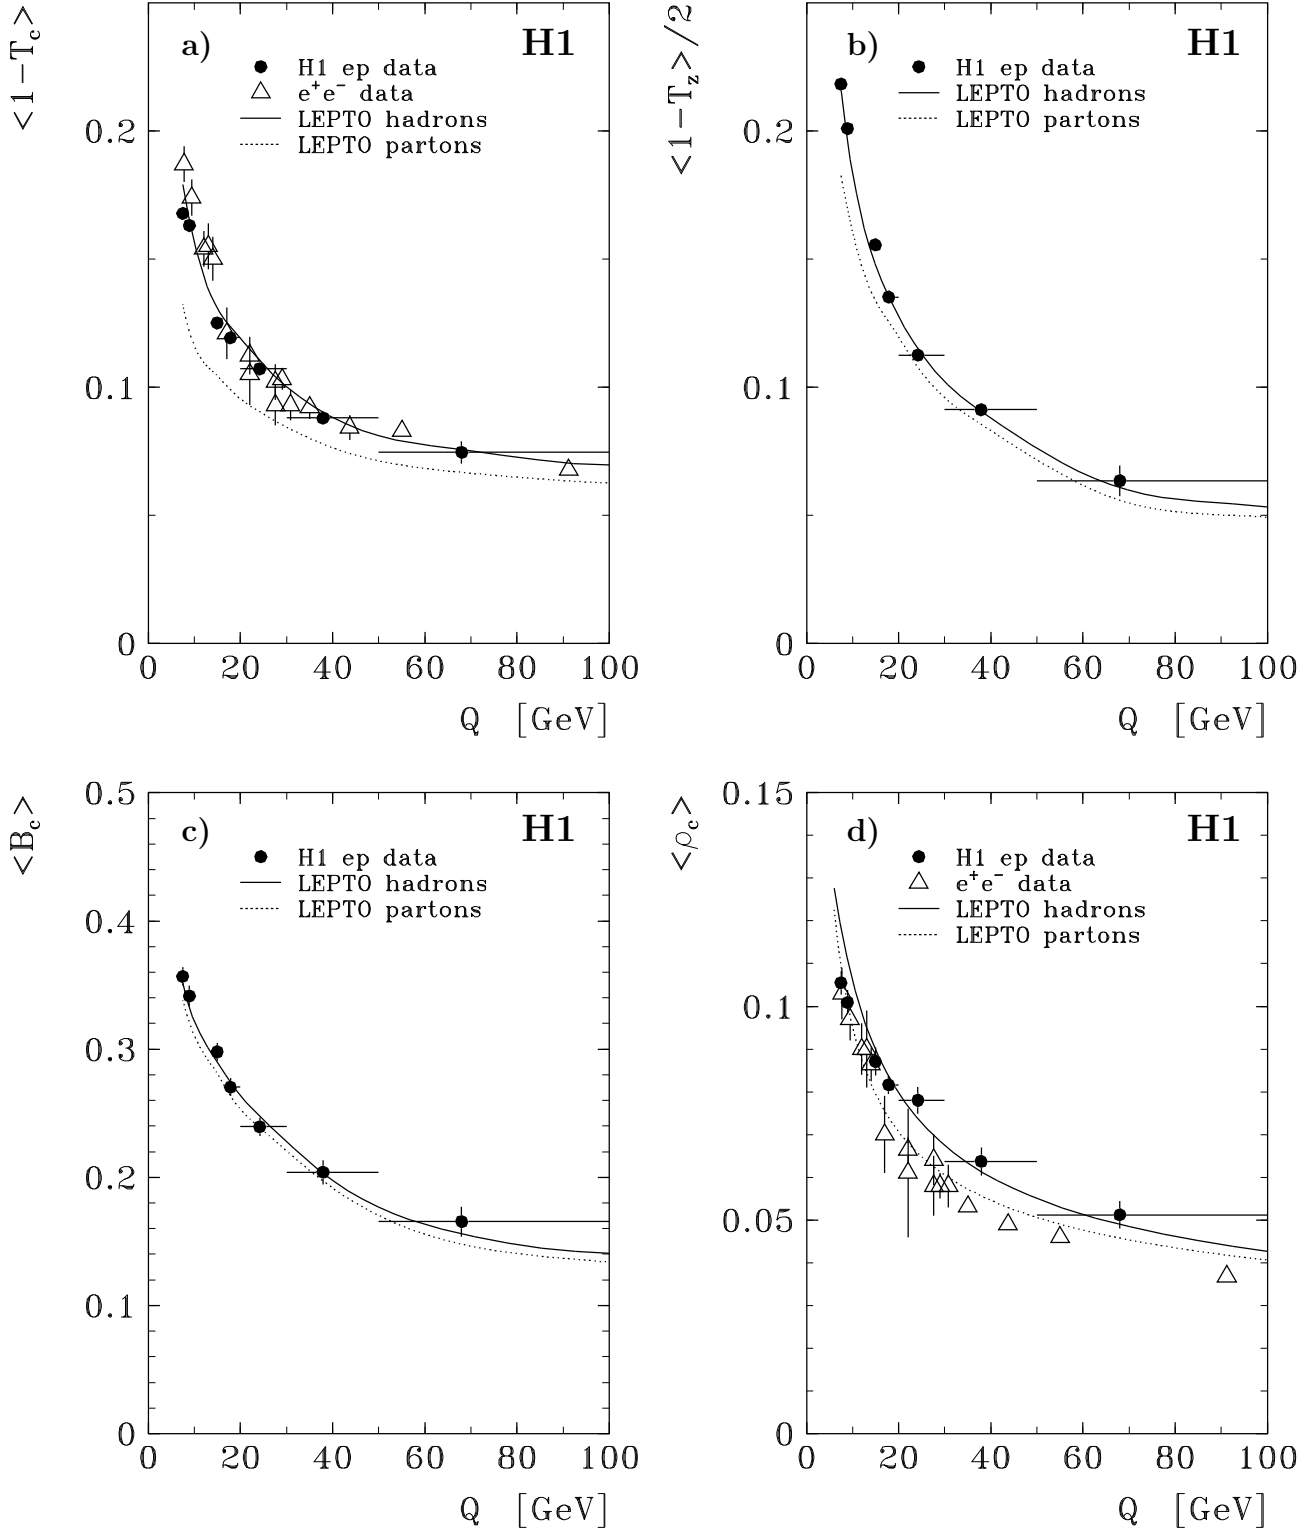 <1−T_c>
a)
H1
H1 ep data
e⁺e⁻ data
LEPTO hadrons
LEPTO partons
0.2
0.1
0
0 20 40 60 80 100
Q [GeV]
<1−T_z>/2
b)
H1
H1 ep data
LEPTO hadrons
LEPTO partons
0.2
0.1
0
0 20 40 60 80 100
Q [GeV]
<B_c>
c)
H1
H1 ep data
LEPTO hadrons
LEPTO partons
0.5
0.4
0.3
0.2
0.1
0
0 20 40 60 80 100
Q [GeV]
<ρ_c>
d)
H1
H1 ep data
e⁺e⁻ data
LEPTO hadrons
LEPTO partons
0.15
0.1
0.05
0
0 20 40 60 80 100
Q [GeV]